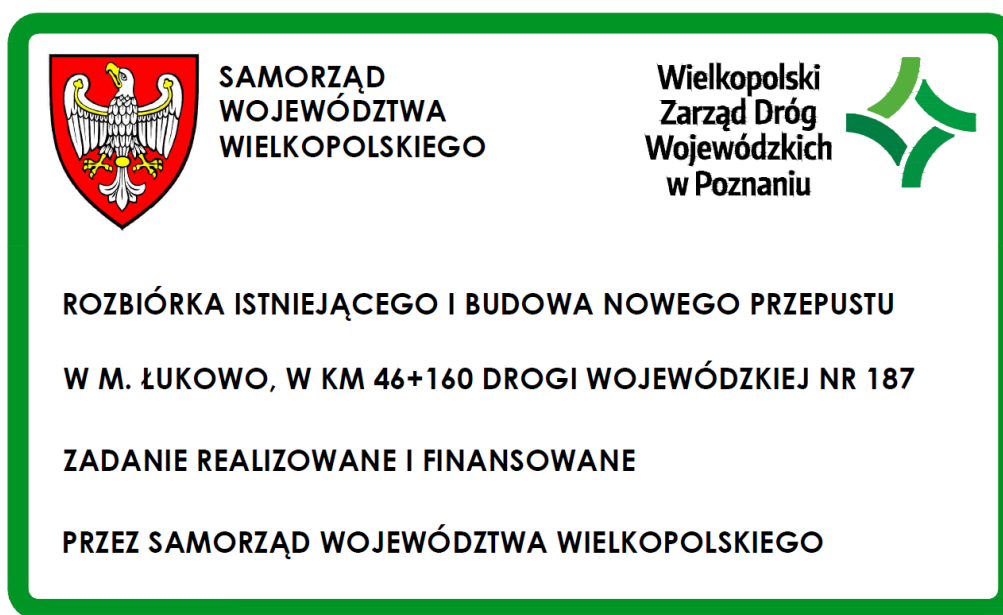 SAMORZĄD
WOJEWÓDZTWA
WIELKOPOLSKIEGO
Wielkopolski
Zarząd Dróg
Wojewódzkich
w Poznaniu
ROZBIÓRKA ISTNIEJĄCEGO I BUDOWA NOWEGO PRZEPUSTU
W M. ŁUKOWO, W KM 46+160 DROGI WOJEWÓDZKIEJ NR 187
ZADANIE REALIZOWANE I FINANSOWANE
PRZEZ SAMORZĄD WOJEWÓDZTWA WIELKOPOLSKIEGO